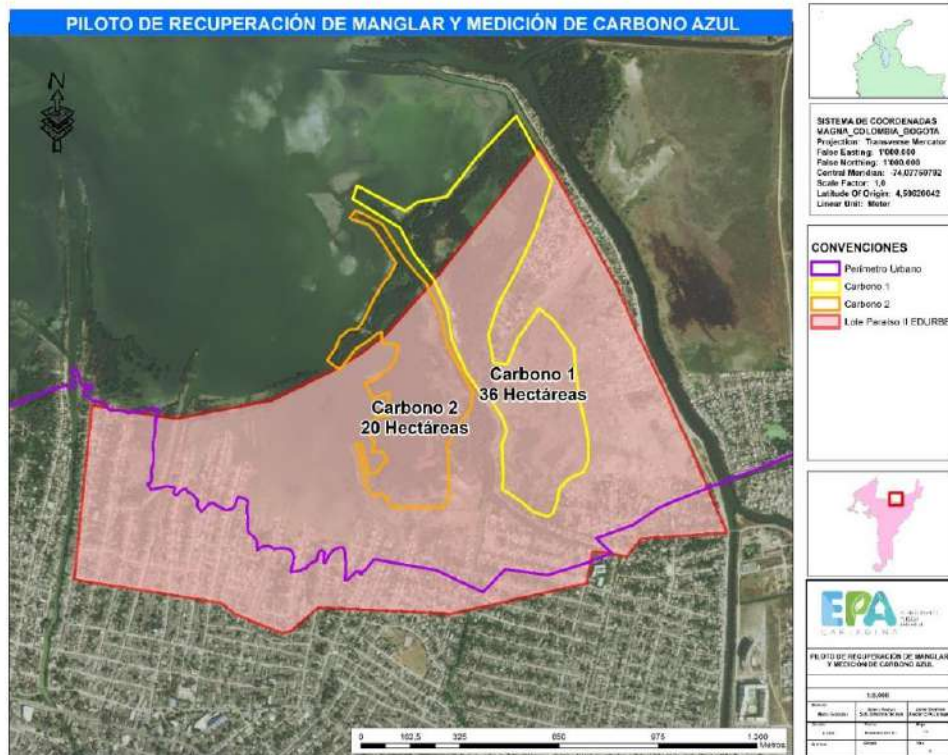 PILOTO DE RECUPERACIÓN DE MANGLAR Y MEDICIÓN DE CARBONO AZUL
N
Carbono 1
36 Hectáreas
Carbono 2
20 Hectáreas
0 162,5 325 650 975 1.300
Metros
SISTEMA DE COORDENADAS
MAGNA_COLOMBIA_BOGOTA
Projection: Transverse Mercator
False Easting: 1'000.000
False Northing: 1'000.000
Central Meridian: -74,07750792
Scale Factor: 1,0
Latitude Of Origin: 4,59620042
Linear Unit: Meter
CONVENCIONES
Perímetro Urbano
Carbono 1
Carbono 2
Lote Paraíso II EDURBE
EPA
CARTAGENA
PILOTO DE RECUPERACIÓN DE MANGLAR
Y MEDICIÓN DE CARBONO AZUL